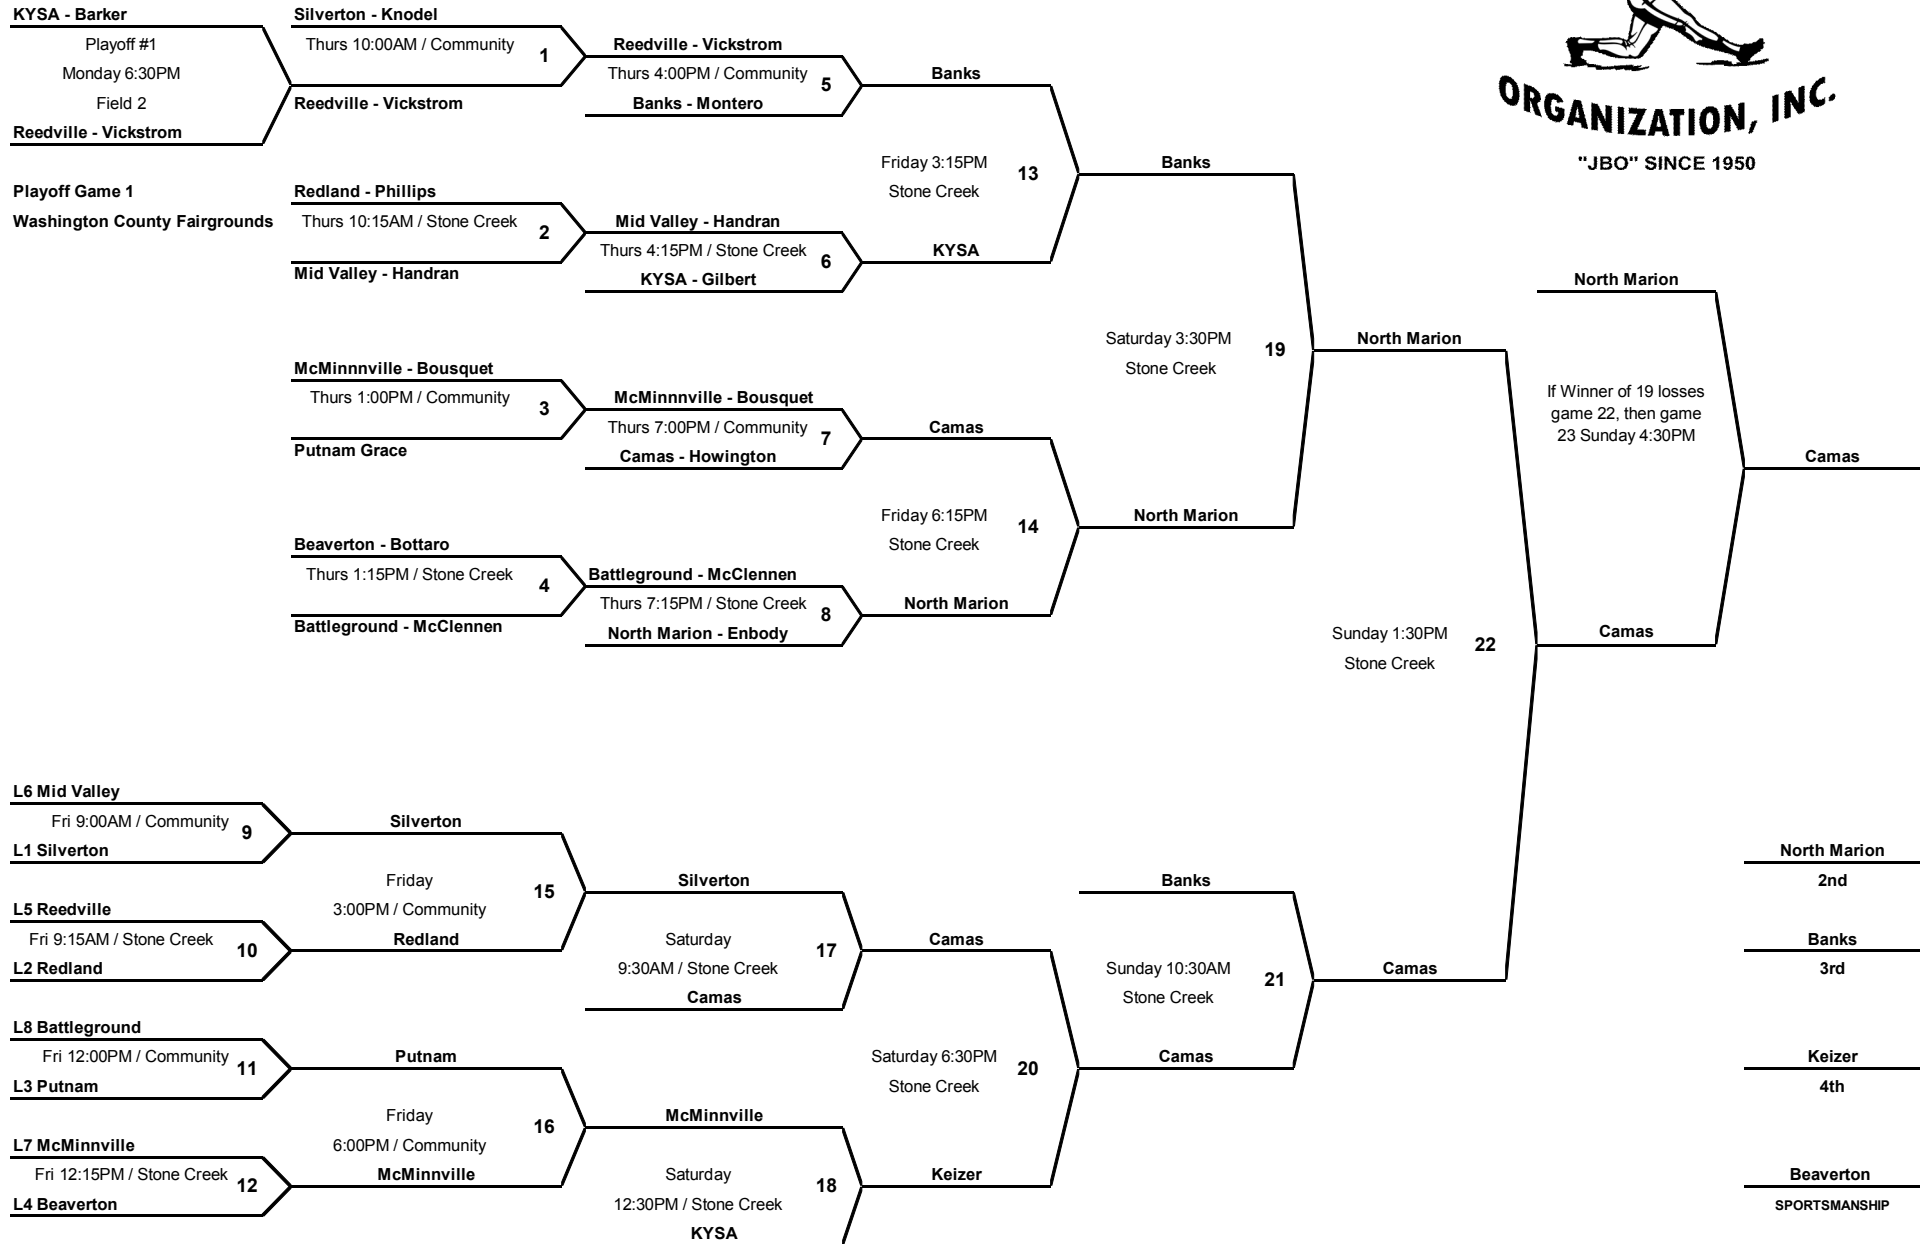 KYSA - Barker
Playoff #1
Monday 6:30PM
Field 2
Reedville - Vickstrom
Playoff Game 1
Washington County Fairgrounds
Silverton - Knodel
Thurs 10:00AM / Community
1
Reedville - Vickstrom
Redland - Phillips
Thurs 10:15AM / Stone Creek
2
Mid Valley - Handran
McMinnnville - Bousquet
Thurs 1:00PM / Community
3
Putnam Grace
Beaverton - Bottaro
Thurs 1:15PM / Stone Creek
4
Battleground - McClennen
Reedville - Vickstrom
Thurs 4:00PM / Community
5
Banks - Montero
Mid Valley - Handran
Thurs 4:15PM / Stone Creek
6
KYSA - Gilbert
McMinnnville - Bousquet
Thurs 7:00PM / Community
7
Camas - Howington
Battleground - McClennen
Thurs 7:15PM / Stone Creek
8
North Marion - Enbody
Banks
Friday 3:15PM
13
Stone Creek
KYSA
Camas
Friday 6:15PM
14
Stone Creek
North Marion
Banks
Saturday 3:30PM
19
Stone Creek
North Marion
North Marion
Sunday 1:30PM
22
Stone Creek
ORGANIZATION, INC.
"JBO" SINCE 1950
North Marion
If Winner of 19 losses
game 22, then game
23 Sunday 4:30PM
Camas
Camas
L6 Mid Valley
Fri 9:00AM / Community
9
L1 Silverton
L5 Reedville
Fri 9:15AM / Stone Creek
10
L2 Redland
L8 Battleground
Fri 12:00PM / Community
11
L3 Putnam
L7 McMinnville
Fri 12:15PM / Stone Creek
12
L4 Beaverton
Silverton
Friday
15
3:00PM / Community
Redland
Putnam
Friday
16
6:00PM / Community
McMinnville
Silverton
Saturday
17
9:30AM / Stone Creek
Camas
McMinnville
Saturday
18
12:30PM / Stone Creek
KYSA
Camas
Saturday 6:30PM
20
Stone Creek
Keizer
Banks
Sunday 10:30AM
21
Stone Creek
Camas
Camas
North Marion
2nd
Banks
3rd
Keizer
4th
Beaverton
SPORTSMANSHIP